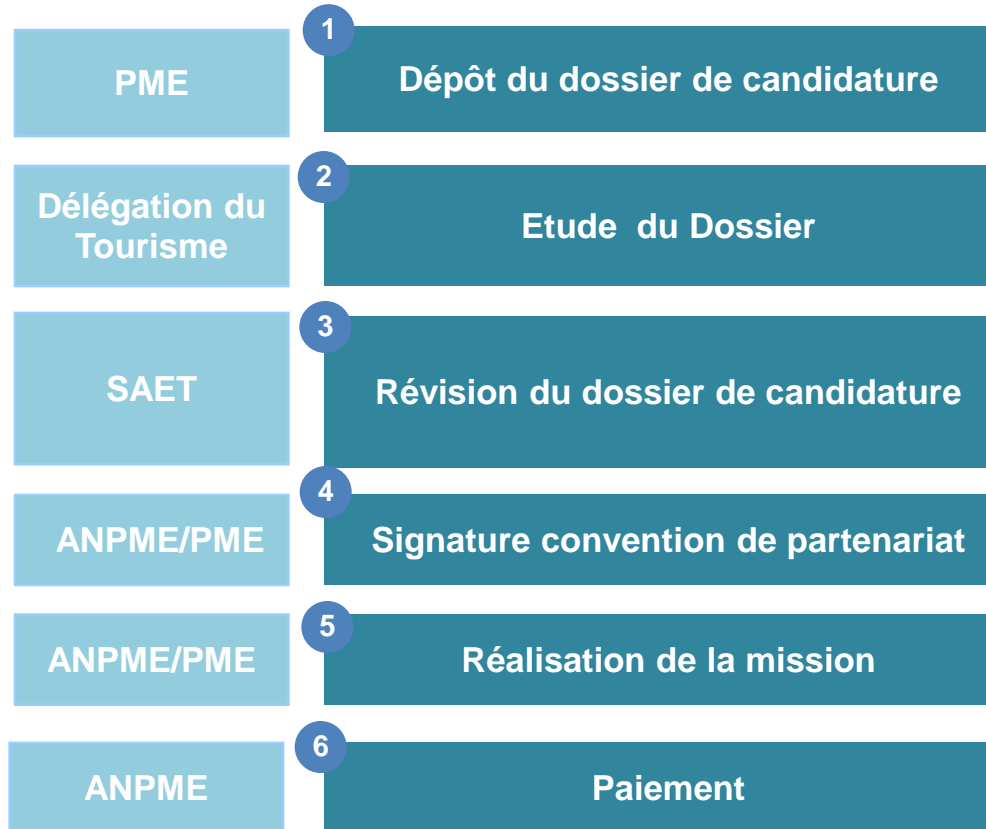 1
PME
Dépôt du dossier de candidature
2
Délégation du
Tourisme
Etude du Dossier
3
SAET
Révision du dossier de candidature
4
ANPME/PME
Signature convention de partenariat
5
ANPME/PME
Réalisation de la mission
6
ANPME
Paiement